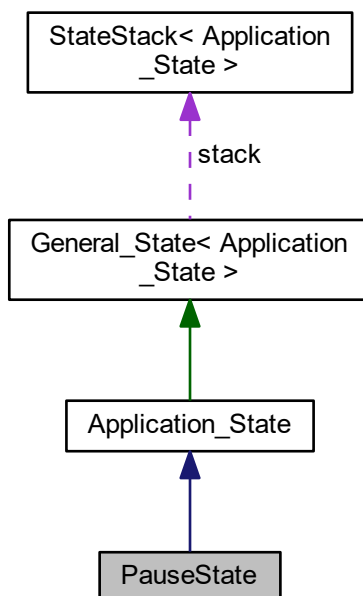 StateStack< Application
_State >
stack
General_State< Application
_State >
Application_State
PauseState